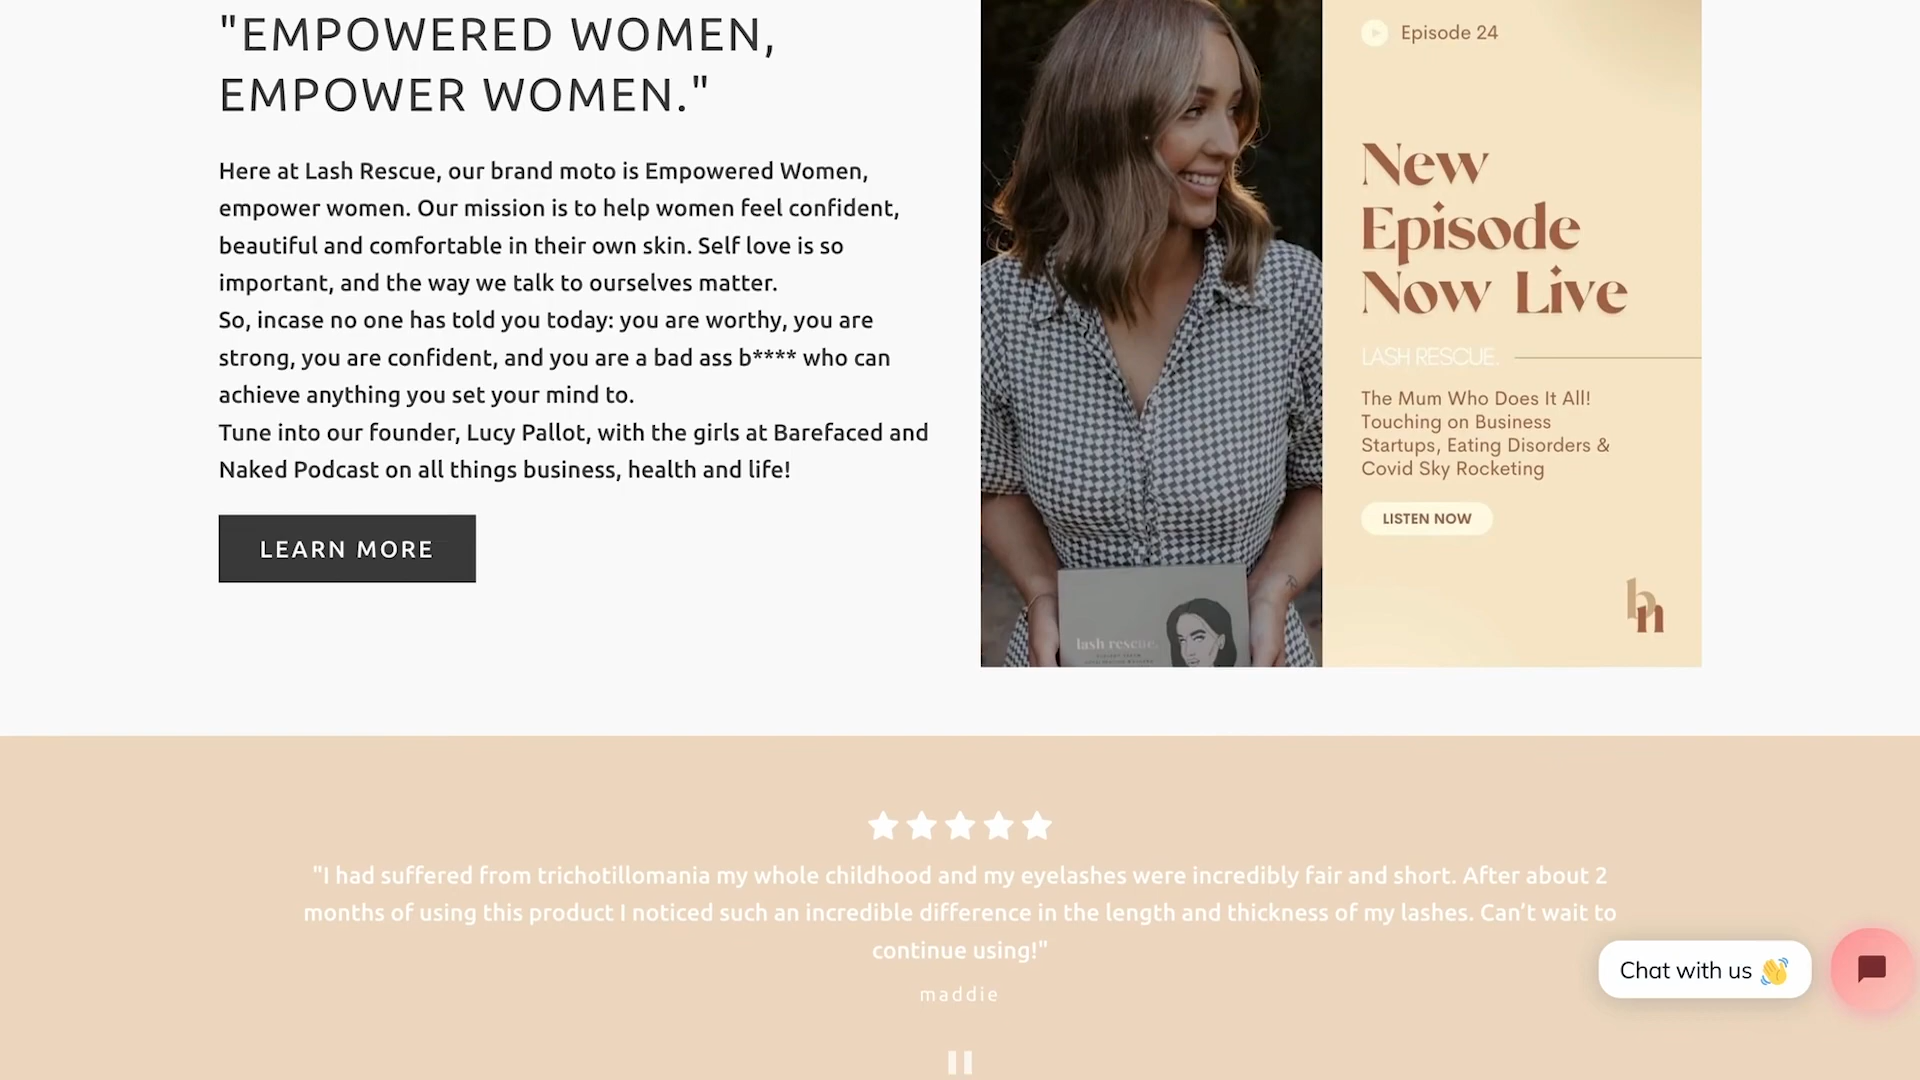 "EMPOWERED WOMEN,
EMPOWER WOMEN."
Here at Lash Rescue, our brand moto is Empowered Women,
empower women. Our mission is to help women feel confident,
beautiful and comfortable in their own skin. Self love is so
important, and the way we talk to ourselves matter.
So, incase no one has told you today: you are worthy, you are
strong, you are confident, and you are a bad ass b**** who can
achieve anything you set your mind to.
Tune into our founder, Lucy Pallot, with the girls at Barefaced and
Naked Podcast on all things business, health and life!
LEARN MORE
Episode 24
New
Episode
Now Live
LASH RESCUE.
The Mum Who Does It All!
Touching on Business
Startups, Eating Disorders &
Covid Sky Rocketing
LISTEN NOW
bn
lash rescue.
"I had suffered from trichotillomania my whole childhood and my eyelashes were incredibly fair and short. After about 2
months of using this product I noticed such an incredible difference in the length and thickness of my lashes. Can’t wait to
continue using!"
maddie
Chat with us 👋